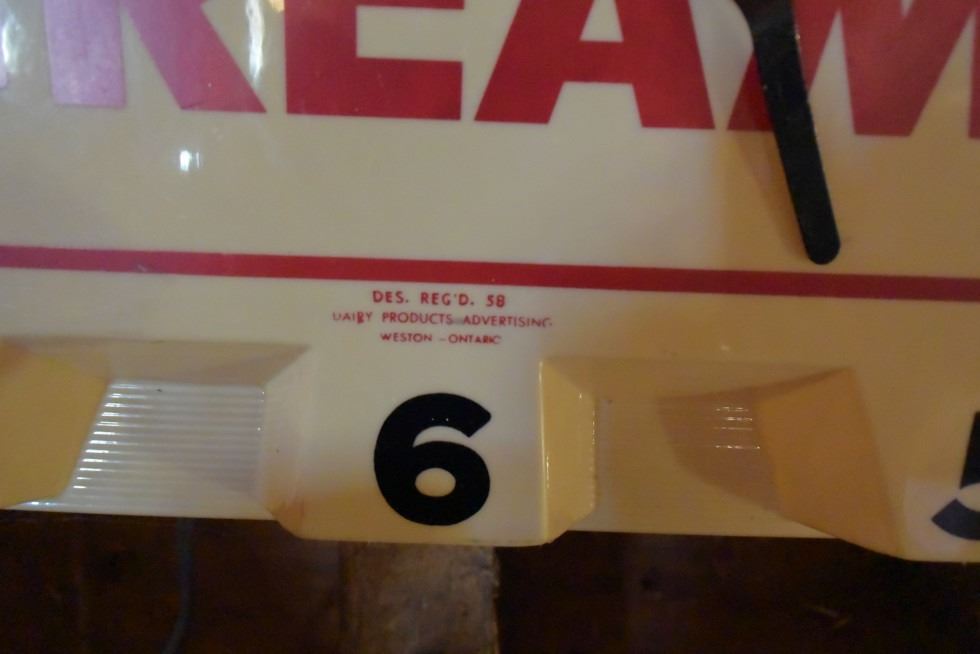 REAM
DES. REG'D. 58
DAIRY PRODUCTS ADVERTISING
WESTON - ONTARIO
6
5